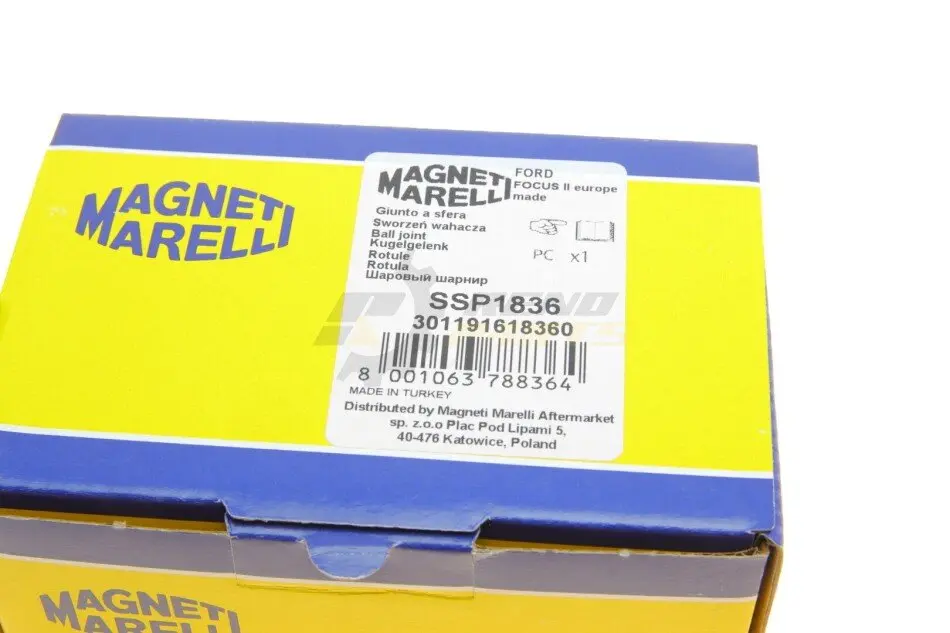 MAGNETI
MARELLI
MAGNETI
MARELLI
FORD
FOCUS II europe
made
Giunto a sfera
Sworzeń wahacza
Ball joint
Kugelgelenk
Rotule
Rotula
Шаровый шарнир
PC x1
SSP1836
301191618360
8 001063 788364
MADE IN TURKEY
Distributed by Magneti Marelli Aftermarket
sp. z.o.o Plac Pod Lipami 5,
40-476 Katowice, Poland
MAGNETI
MARELLI